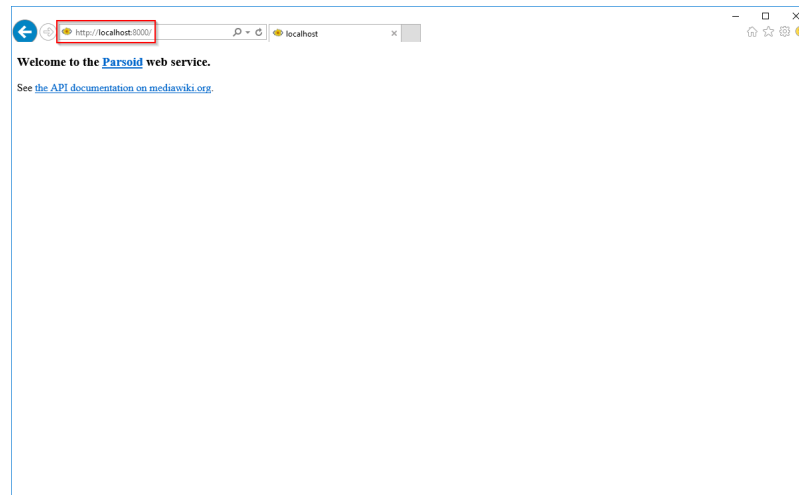 http://localhost:8000/
localhost
Welcome to the Parsoid web service.
See the API documentation on mediawiki.org.